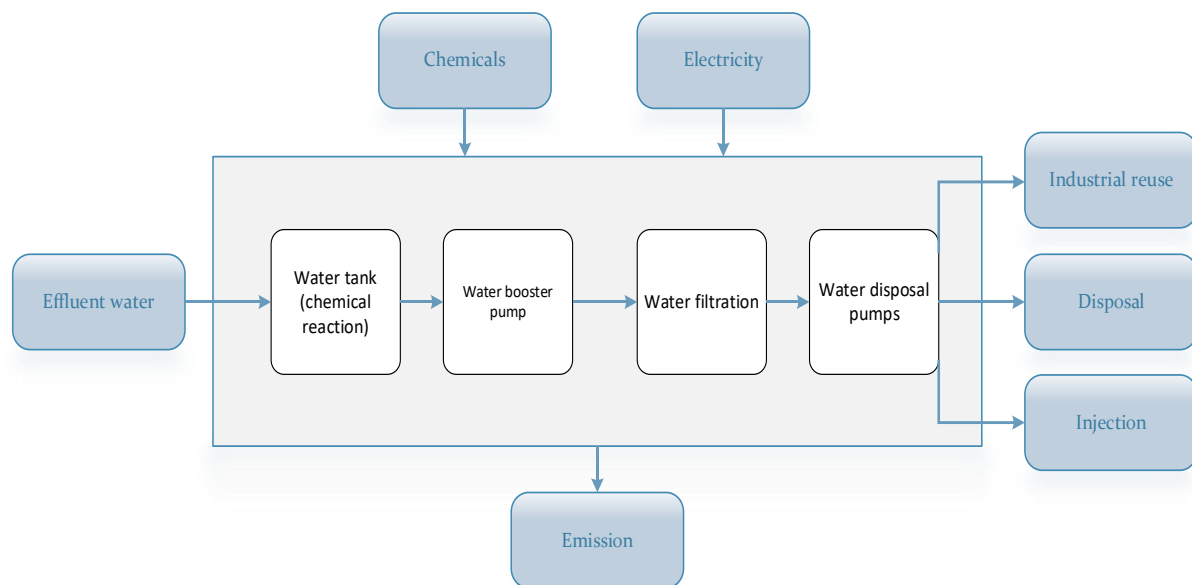 Chemicals
Electricity
Industrial reuse
Effluent water
Water tank
(chemical
reaction)
Water booster
pump
Water filtration
Water disposal
pumps
Disposal
Injection
Emission